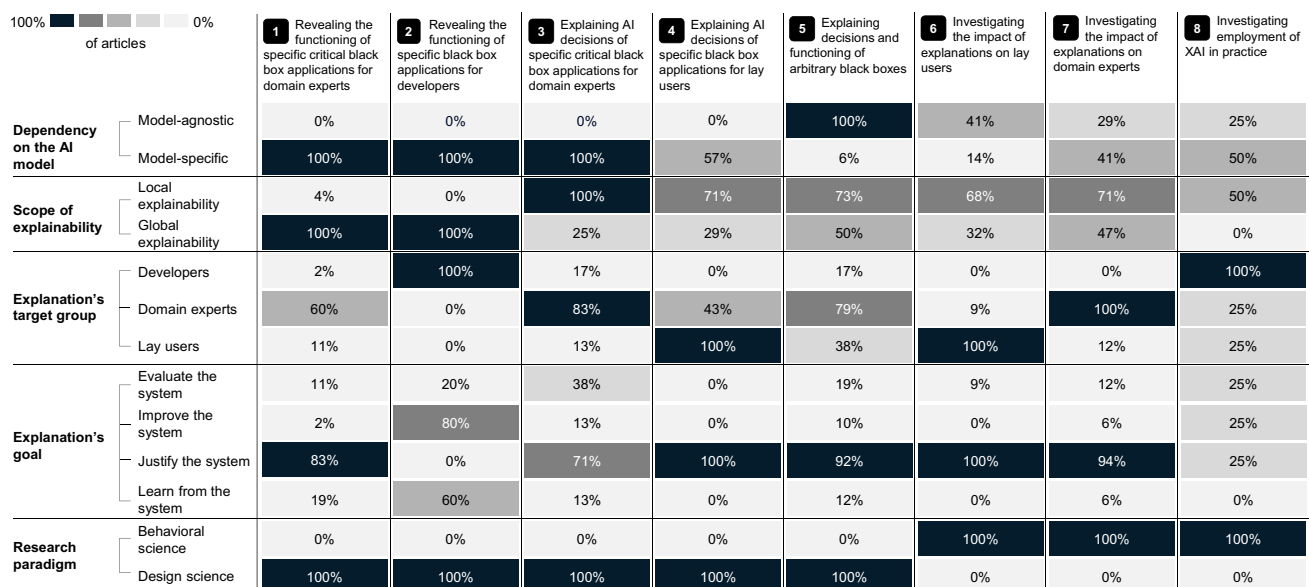 100% 0%
of articles
1 Revealing the
functioning of
specific critical black
box applications for
domain experts
2 Revealing the
functioning of
specific black box
applications for
developers
3 Explaining AI
decisions of
specific critical black
box applications for
domain experts
4 Explaining AI
decisions of
specific black box
applications for lay
users
5 Explaining
decisions and
functioning of
arbitrary black boxes
6 Investigating
the impact of
explanations on lay
users
7 Investigating
the impact of
explanations on
domain experts
8 Investigating
employment of
XAI in practice
Dependency
on the AI
model
Model-agnostic 0% 0% 0% 0% 100% 41% 29% 25%
Model-specific 100% 100% 100% 57% 6% 14% 41% 50%
Scope of
explainability
Local
explainability 4% 0% 100% 71% 73% 68% 71% 50%
Global
explainability 100% 100% 25% 29% 50% 32% 47% 0%
Explanation’s
target group
Developers 2% 100% 17% 0% 17% 0% 0% 100%
Domain experts 60% 0% 83% 43% 79% 9% 100% 25%
Lay users 11% 0% 13% 100% 38% 100% 12% 25%
Explanation’s
goal
Evaluate the
system 11% 20% 38% 0% 19% 9% 12% 25%
Improve the
system 2% 80% 13% 0% 10% 0% 6% 25%
Justify the system 83% 0% 71% 100% 92% 100% 94% 25%
Learn from the
system 19% 60% 13% 0% 12% 0% 6% 0%
Research
paradigm
Behavioral
science 0% 0% 0% 0% 0% 100% 100% 100%
Design science 100% 100% 100% 100% 100% 0% 0% 0%